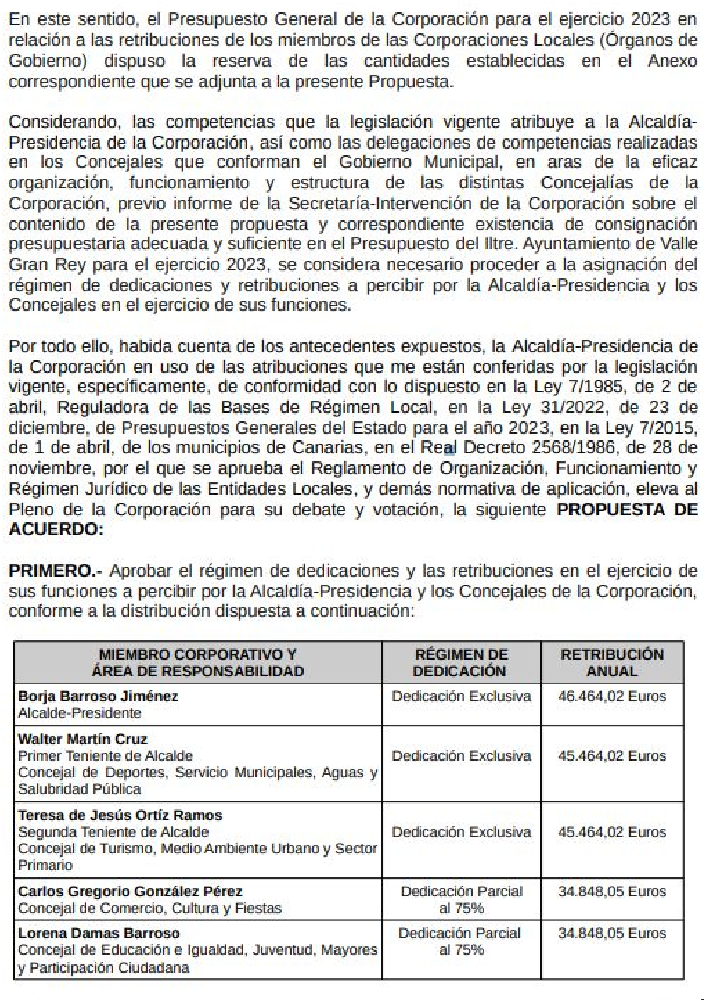 En este sentido, el Presupuesto General de la Corporación para el ejercicio 2023 en
relación a las retribuciones de los miembros de las Corporaciones Locales (Órganos de
Gobierno) dispuso la reserva de las cantidades establecidas en el Anexo
correspondiente que se adjunta a la presente Propuesta.
Considerando, las competencias que la legislación vigente atribuye a la Alcaldía-
Presidencia de la Corporación, así como las delegaciones de competencias realizadas
en los Concejales que conforman el Gobierno Municipal, en aras de la eficaz
organización, funcionamiento y estructura de las distintas Concejalías de la
Corporación, previo informe de la Secretaría-Intervención de la Corporación sobre el
contenido de la presente propuesta y correspondiente existencia de consignación
presupuestaria adecuada y suficiente en el Presupuesto del Iltre. Ayuntamiento de Valle
Gran Rey para el ejercicio 2023, se considera necesario proceder a la asignación del
régimen de dedicaciones y retribuciones a percibir por la Alcaldía-Presidencia y los
Concejales en el ejercicio de sus funciones.
Por todo ello, habida cuenta de los antecedentes expuestos, la Alcaldía-Presidencia de
la Corporación en uso de las atribuciones que me están conferidas por la legislación
vigente, específicamente, de conformidad con lo dispuesto en la Ley 7/1985, de 2 de
abril, Reguladora de las Bases de Régimen Local, en la Ley 31/2022, de 23 de
diciembre, de Presupuestos Generales del Estado para el año 2023, en la Ley 7/2015,
de 1 de abril, de los municipios de Canarias, en el Real Decreto 2568/1986, de 28 de
noviembre, por el que se aprueba el Reglamento de Organización, Funcionamiento y
Régimen Jurídico de las Entidades Locales, y demás normativa de aplicación, eleva al
Pleno de la Corporación para su debate y votación, la siguiente PROPUESTA DE
ACUERDO:
PRIMERO.- Aprobar el régimen de dedicaciones y las retribuciones en el ejercicio de
sus funciones a percibir por la Alcaldía-Presidencia y los Concejales de la Corporación,
conforme a la distribución dispuesta a continuación:
MIEMBRO CORPORATIVO Y
ÁREA DE RESPONSABILIDAD
RÉGIMEN DE
DEDICACIÓN
RETRIBUCIÓN
ANUAL
Borja Barroso Jiménez
Alcalde-Presidente
Dedicación Exclusiva
46.464,02 Euros
Walter Martín Cruz
Primer Teniente de Alcalde
Concejal de Deportes, Servicio Municipales, Aguas y
Salubridad Pública
Dedicación Exclusiva
45.464,02 Euros
Teresa de Jesús Ortíz Ramos
Segunda Teniente de Alcalde
Concejal de Turismo, Medio Ambiente Urbano y Sector
Primario
Dedicación Exclusiva
45.464,02 Euros
Carlos Gregorio González Pérez
Concejal de Comercio, Cultura y Fiestas
Dedicación Parcial
al 75%
34.848,05 Euros
Lorena Damas Barroso
Concejal de Educación e Igualdad, Juventud, Mayores
y Participación Ciudadana
Dedicación Parcial
al 75%
34.848,05 Euros